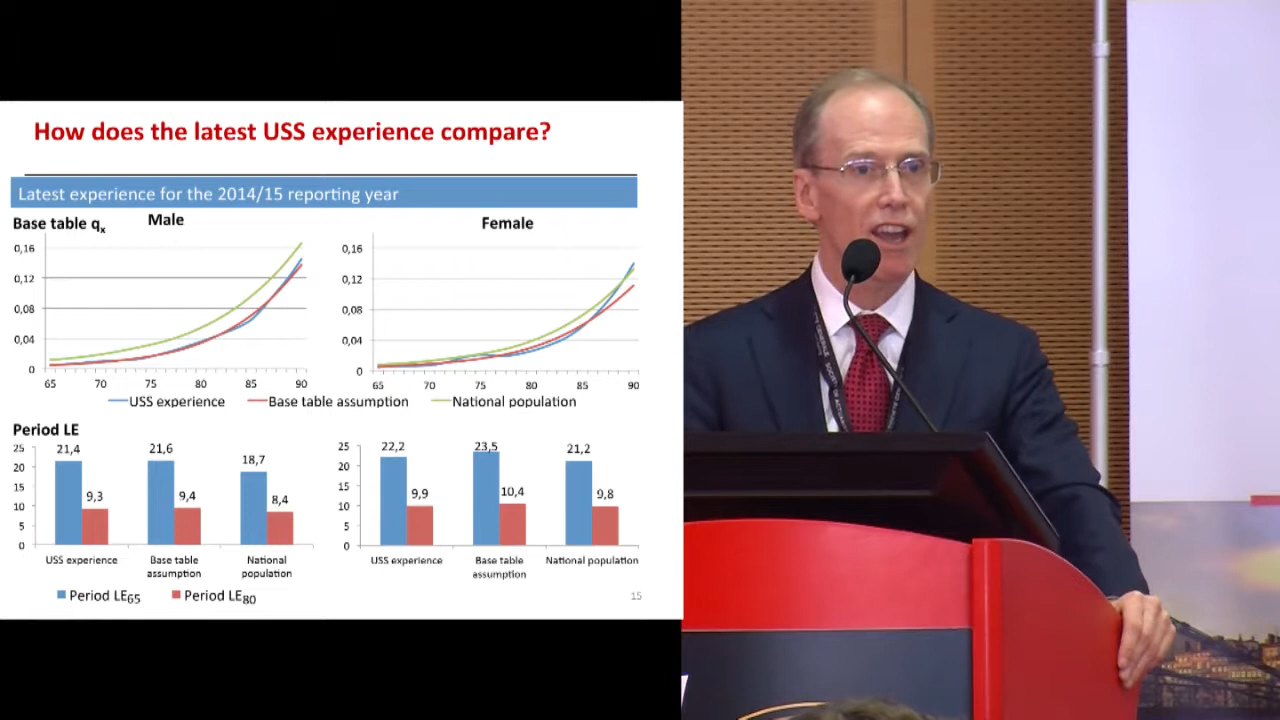 How does the latest USS experience compare?
Latest experience for the 2014/15 reporting year
Base table qx
Male
Female
0,16
0,12
0,08
0,04
0
65 70 75 80 85 90
0,16
0,12
0,08
0,04
0
65 70 75 80 85 90
USS experience Base table assumption National population
Period LE
25
20
15
10
5
0
21,4 9,3 21,6 9,4 18,7 8,4
USS experience Base table assumption National population
25
20
15
10
5
0
22,2 9,9 23,5 10,4 21,2 9,8
USS experience Base table assumption National population
Period LE65 Period LE80
15